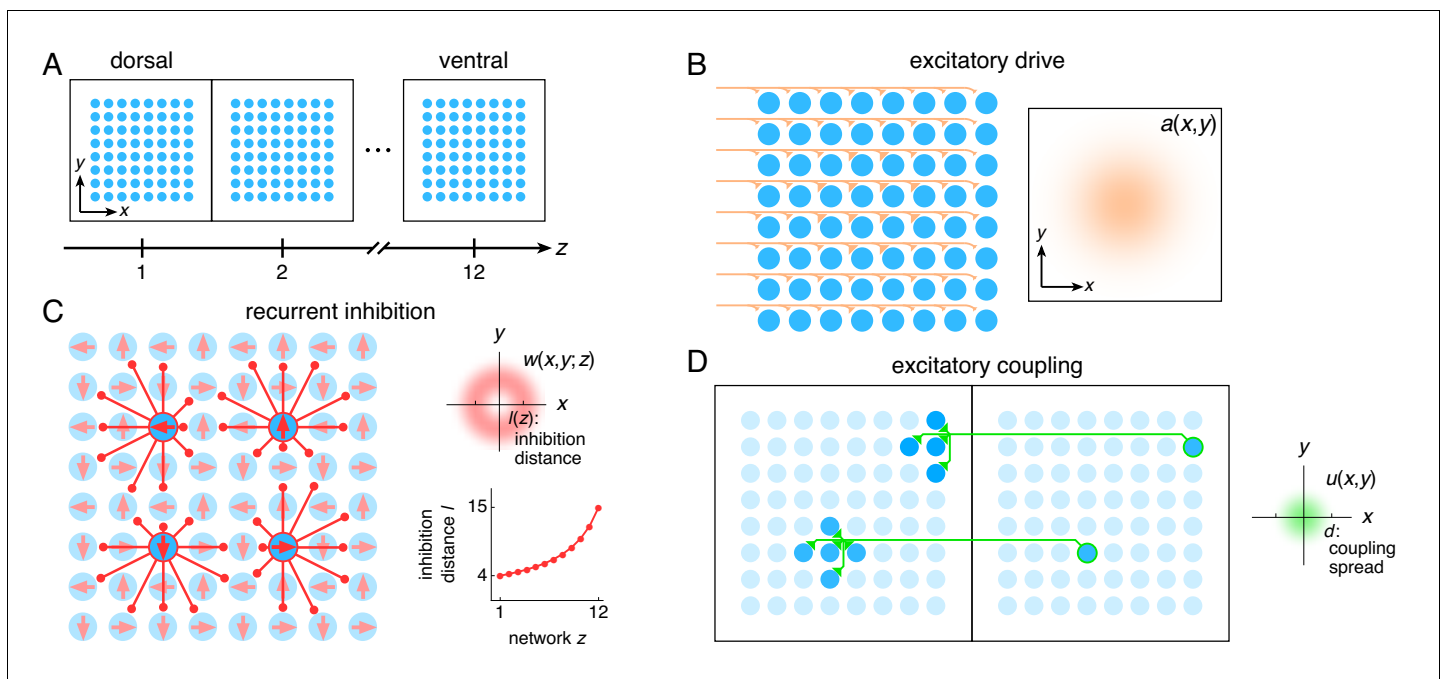 A
dorsal
ventral
y
x
...
z
1
2
12
B
excitatory drive
a(x,y)
y
x
C
recurrent inhibition
y
w(x,y; z)
x
l(z):
inhibition
distance
inhibition
distance l
15
4
1
12
network z
D
excitatory coupling
y
u(x,y)
x
d:
coupling
spread